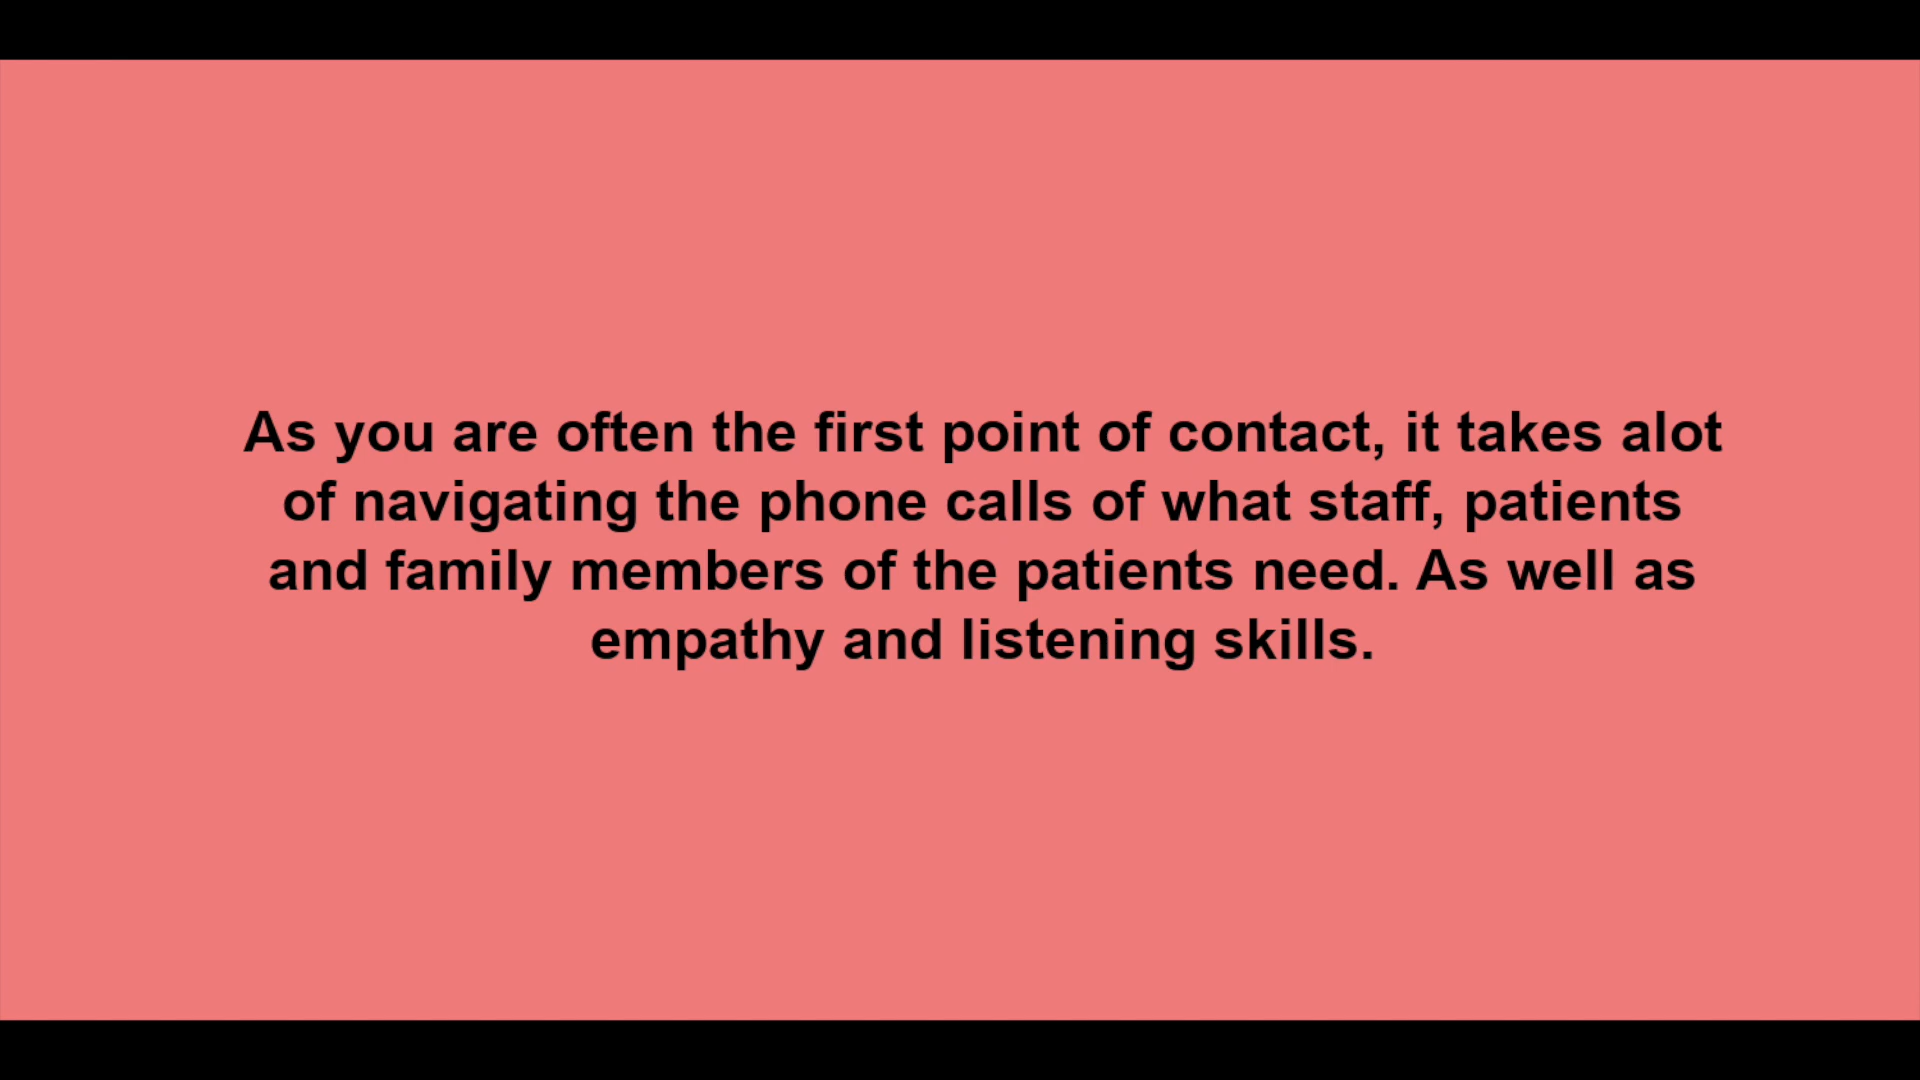 As you are often the first point of contact, it takes alot
of navigating the phone calls of what staff, patients
and family members of the patients need. As well as
empathy and listening skills.